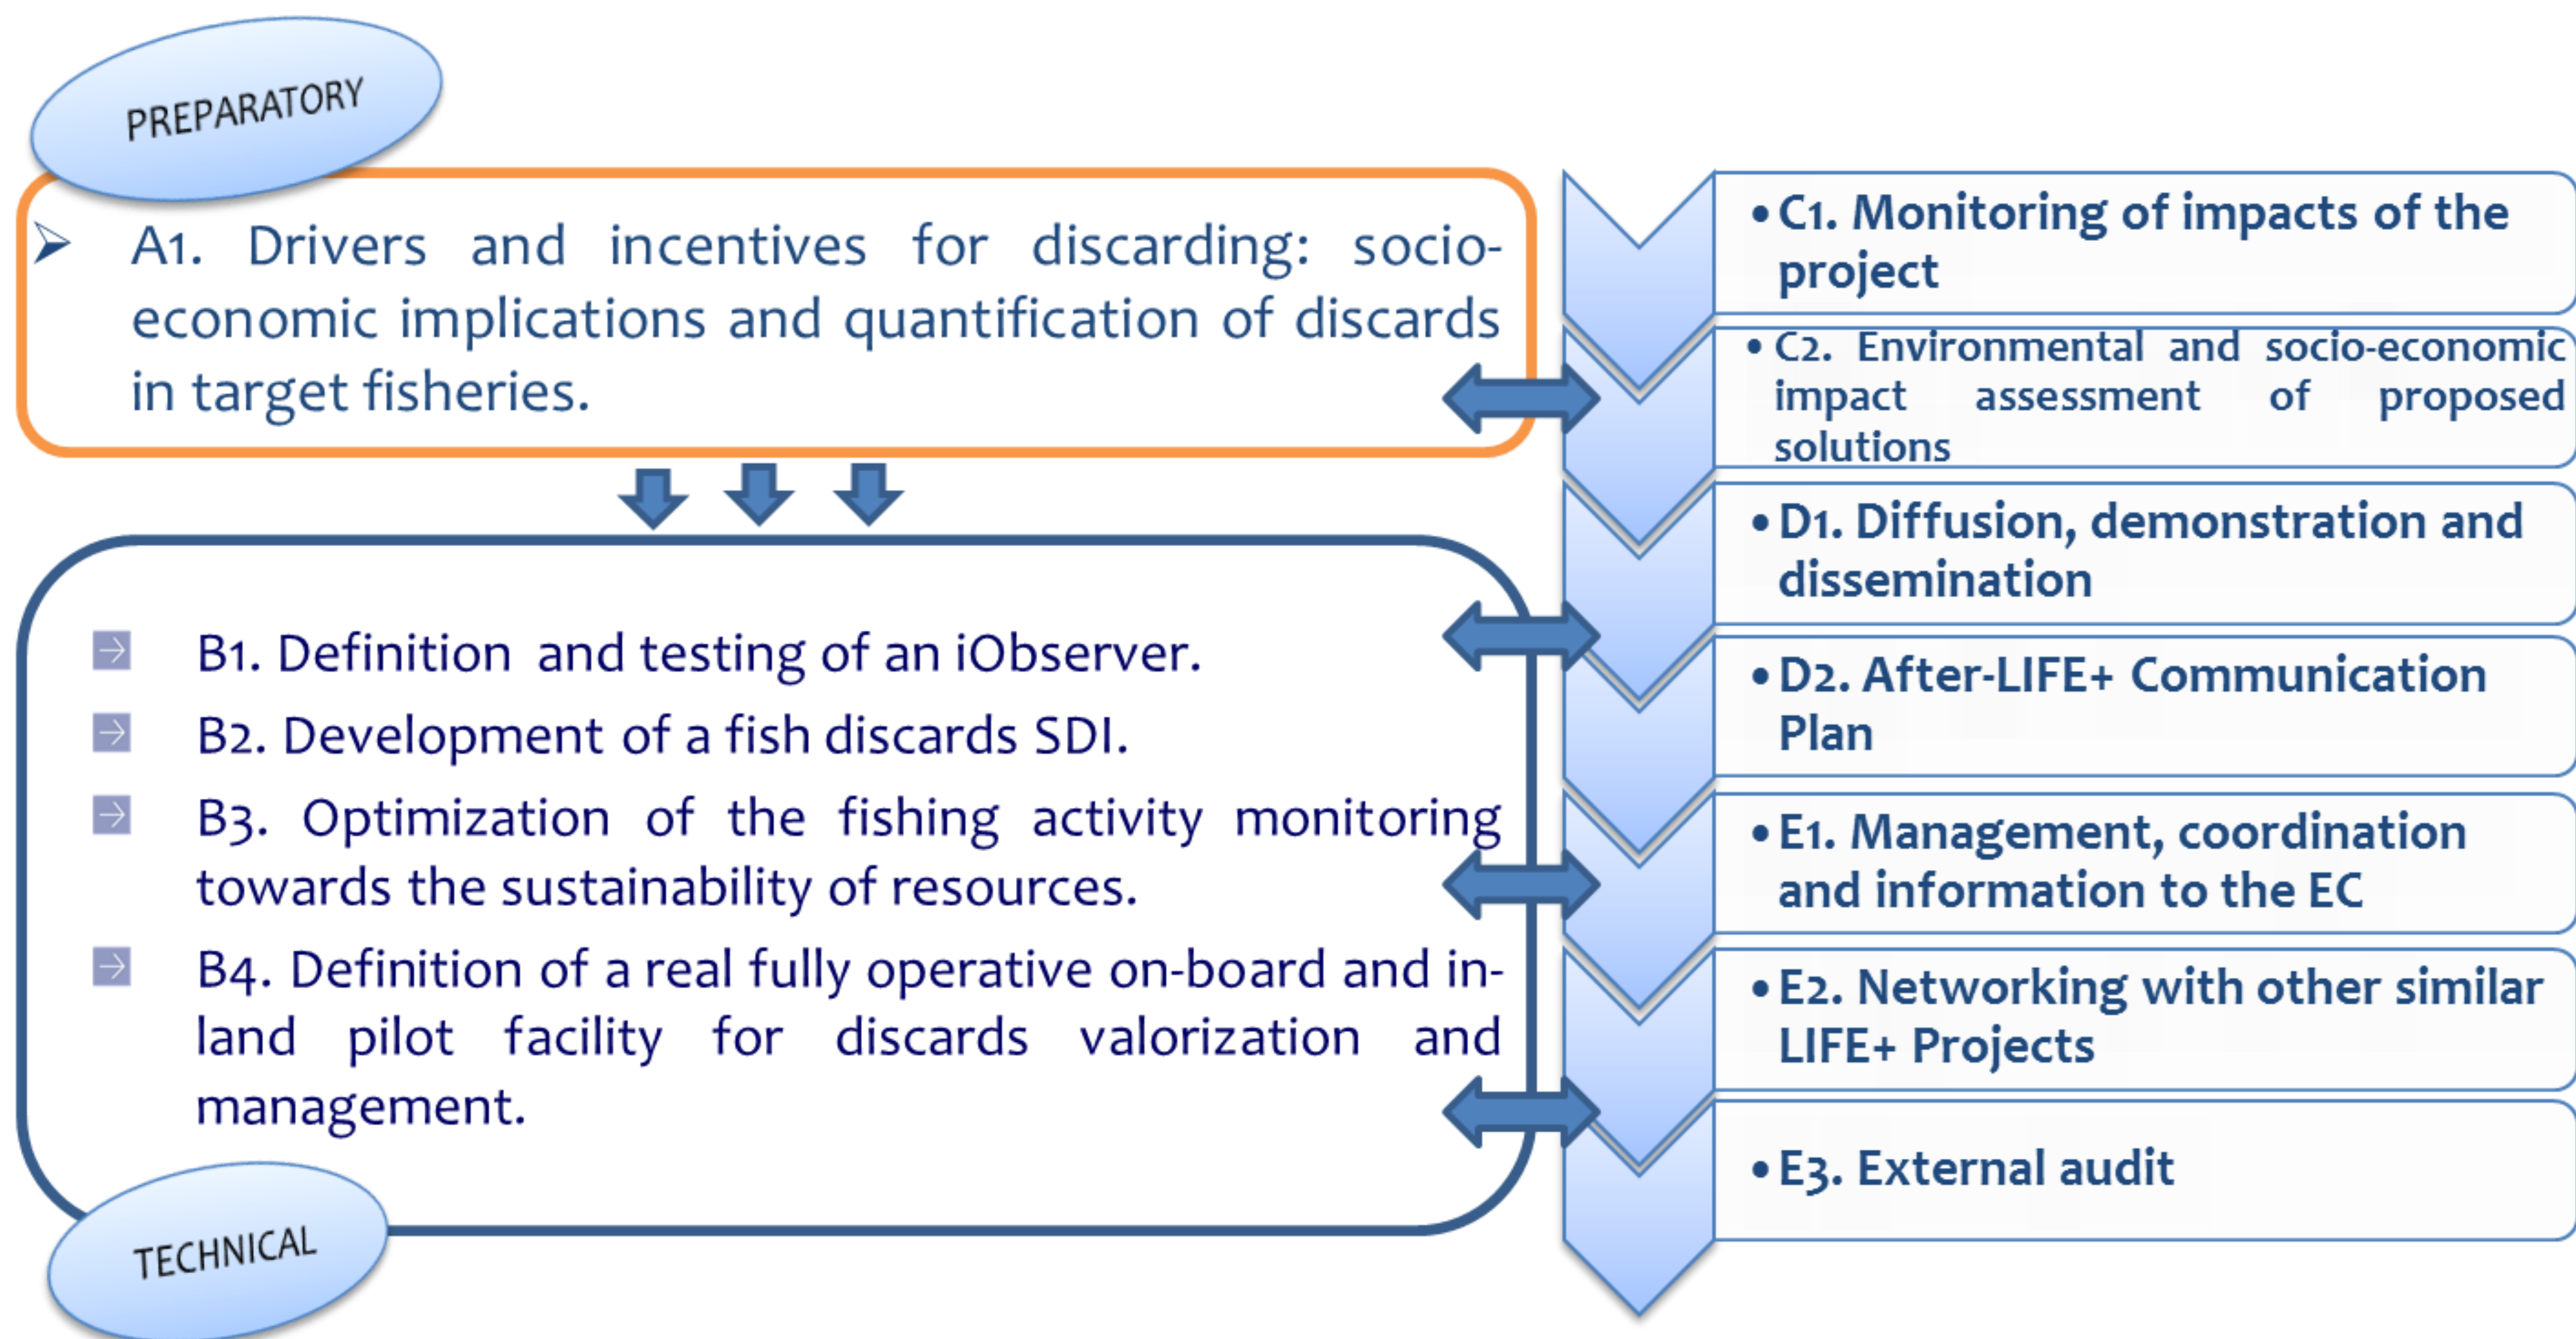 PREPARATORY
A1. Drivers and incentives for discarding: socio-
economic implications and quantification of discards
in target fisheries.
B1. Definition and testing of an iObserver.
B2. Development of a fish discards SDI.
B3. Optimization of the fishing activity monitoring
towards the sustainability of resources.
B4. Definition of a real fully operative on-board and in-
land pilot facility for discards valorization and
management.
TECHNICAL
•C1. Monitoring of impacts of the
project
• C2. Environmental and socio-economic
impact assessment of proposed
solutions
•D1. Diffusion, demonstration and
dissemination
•D2. After-LIFE+ Communication
Plan
•E1. Management, coordination
and information to the EC
•E2. Networking with other similar
LIFE+ Projects
•E3. External audit